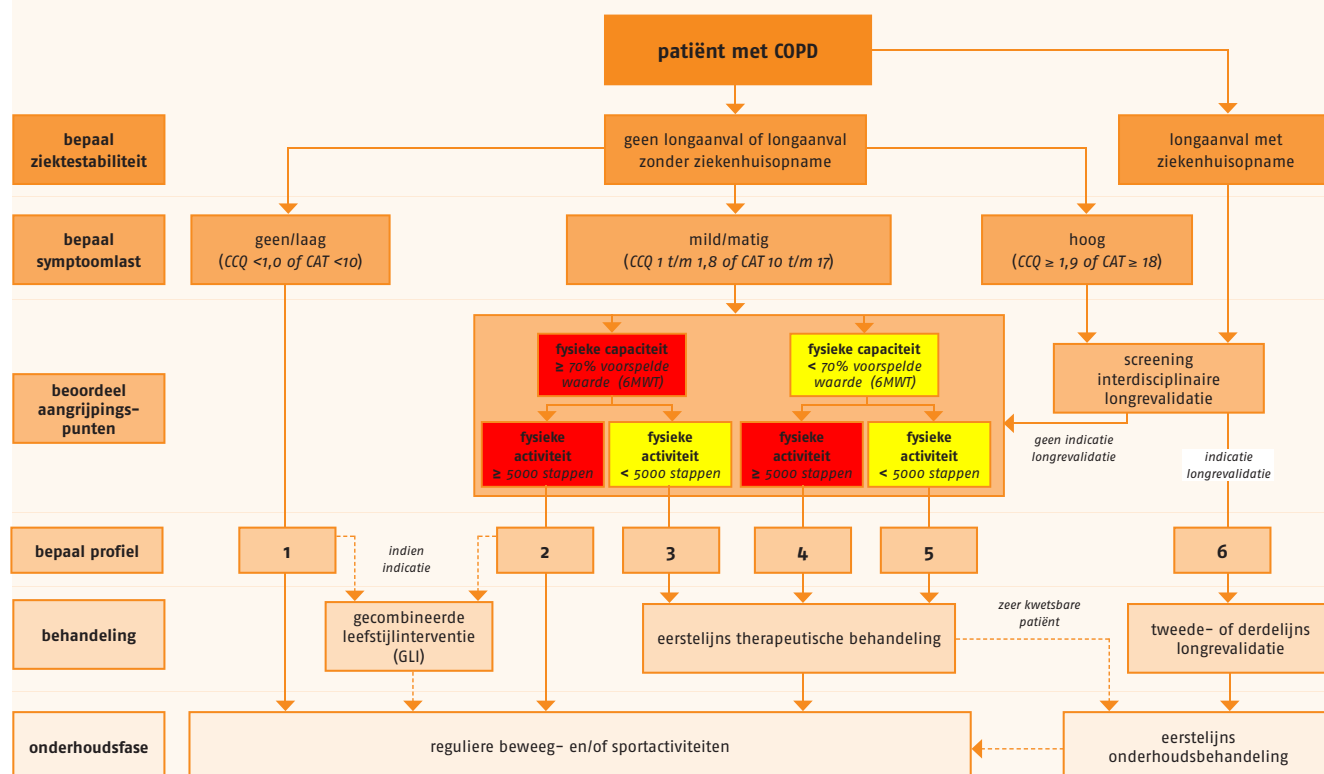 patiënt met COPD
bepaal
ziektestabiliteit
geen longaanval of longaanval
zonder ziekenhuisopname
longaanval met
ziekenhuisopname
bepaal
symptoomlast
geen/laag
(CCQ <1,0 of CAT <10)
mild/matig
(CCQ 1 t/m 1,8 of CAT 10 t/m 17)
hoog
(CCQ ≥ 1,9 of CAT ≥ 18)
beoordeel
aangrijpings-
punten
fysieke capaciteit
≥ 70% voorspelde
waarde (6MWT)
fysieke capaciteit
< 70% voorspelde
waarde (6MWT)
screening
interdisciplinaire
longrevalidatie
fysieke
activiteit
≥ 5000 stappen
fysieke
activiteit
< 5000 stappen
fysieke
activiteit
≥ 5000 stappen
fysieke
activiteit
< 5000 stappen
geen indicatie
longrevalidatie
indicatie
longrevalidatie
bepaal profiel
1
indien
indicatie
2
3
4
5
6
behandeling
gecombineerde
leefstijlinterventie
(GLI)
eerstelijns therapeutische behandeling
zeer kwetsbare
patiënt
tweede- of derdelijns
longrevalidatie
onderhoudsfase
reguliere beweeg- en/of sportactiviteiten
eerstelijns
onderhoudsbehandeling